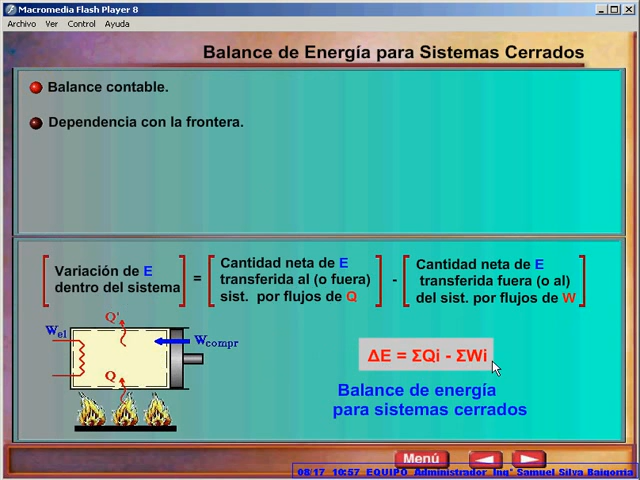 Macromedia Flash Player 8
Archivo Ver Control Ayuda
Balance de Energía para Sistemas Cerrados
Balance contable.
Dependencia con la frontera.
Variación de E
dentro del sistema
=
Cantidad neta de E
transferida al (o fuera)
sist. por flujos de Q
-
Cantidad neta de E
transferida fuera (o al)
del sist. por flujos de W
Q'
Wel
Wcompr
Q
ΔE = ΣQi - ΣWi
Balance de energía
para sistemas cerrados
Menú
08/17 10:57 EQUIPO Administrador Ing° Samuel Silva Baigorria